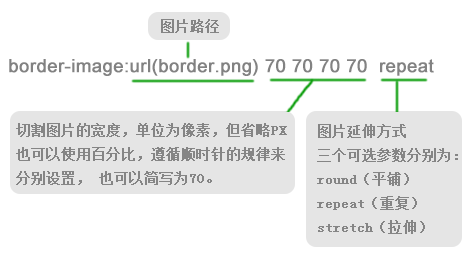 图片路径
border-image:url(border.png) 70 70 70 70 repeat
切割图片的宽度，单位为像素，但省略PX
也可以使用百分比，遵循顺时针的规律来
分别设置， 也可以简写为70。
图片延伸方式
三个可选参数分别为：
round（平铺）
repeat（重复）
stretch（拉伸）